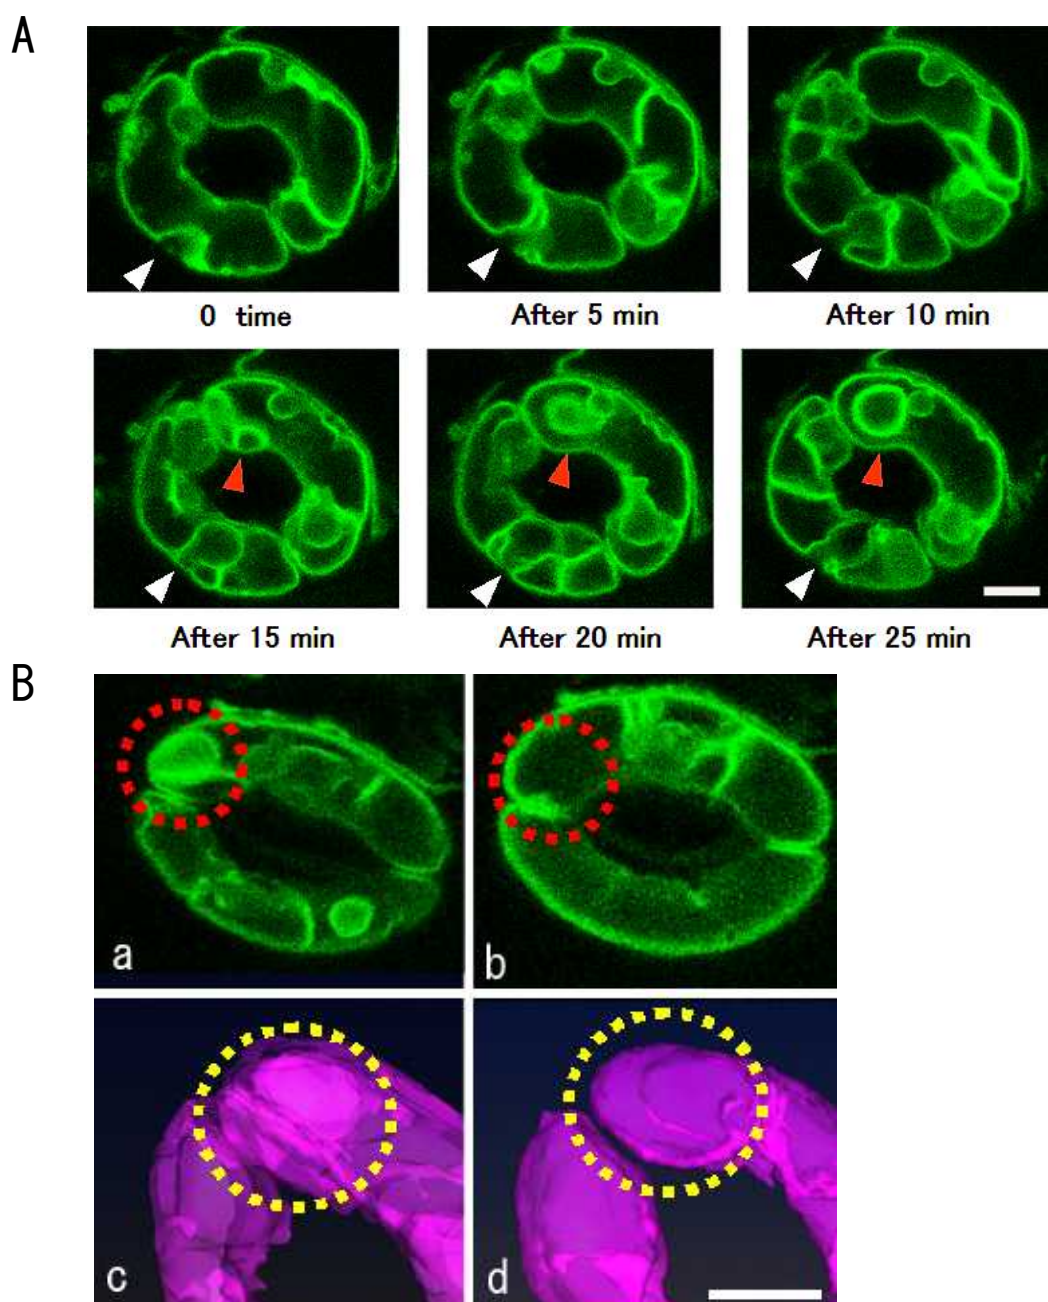 A
0 time
After 5 min
After 10 min
After 15 min
After 20 min
After 25 min
B
a
b
c
d